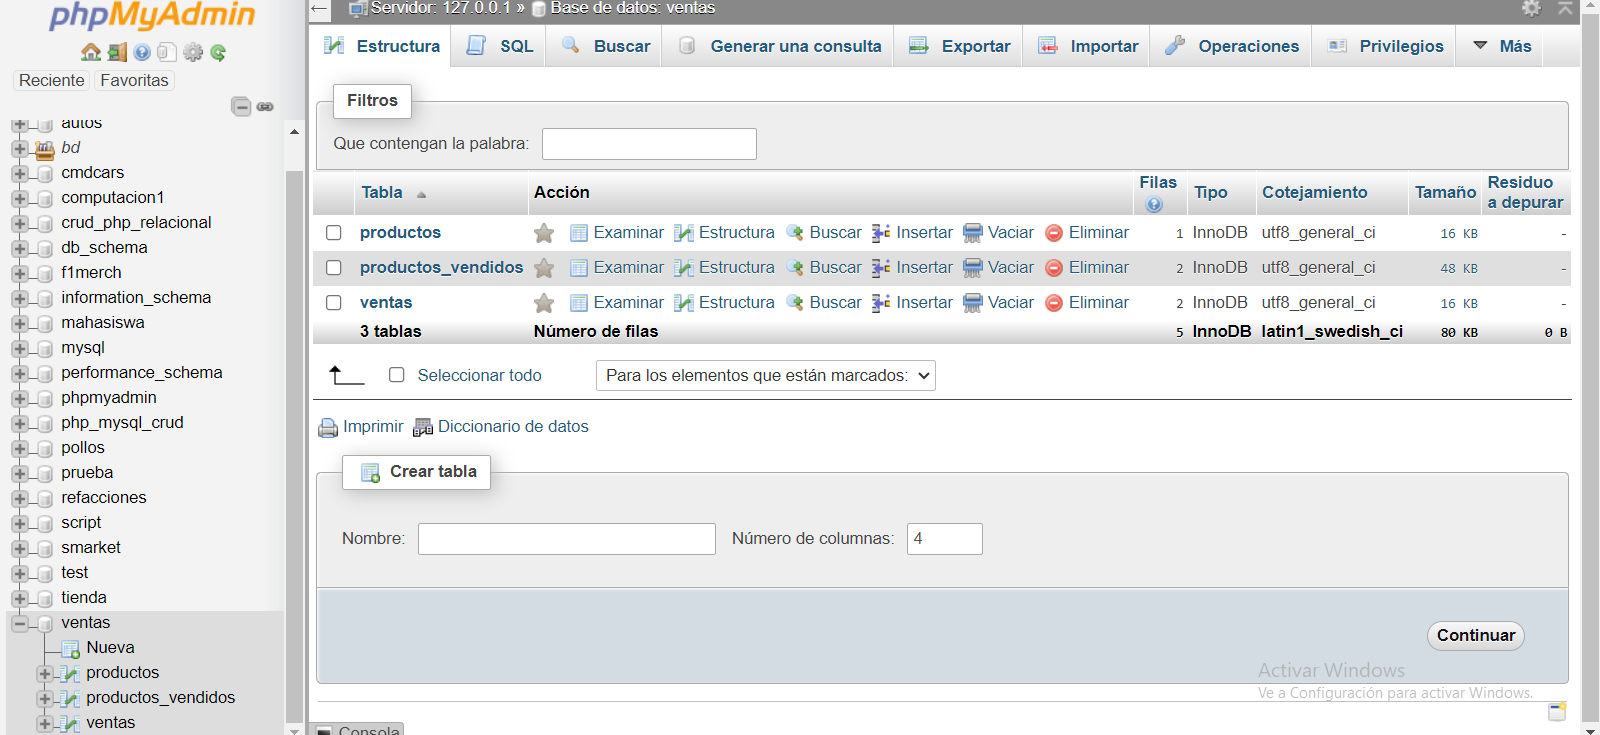 phpMyAdmin
Reciente Favoritas
autos
bd
cmdcars
computacion1
crud_php_relacional
db_schema
f1merch
information_schema
mahasiswa
mysql
performance_schema
phpmyadmin
php_mysql_crud
pollos
prueba
refacciones
script
smarket
test
tienda
ventas
Nueva
productos
productos_vendidos
ventas
Servidor: 127.0.0.1 » Base de datos: ventas
Estructura SQL Buscar Generar una consulta Exportar Importar Operaciones Privilegios Más
Filtros
Que contengan la palabra:
Tabla Acción Filas Tipo Cotejamiento Tamaño Residuo a depurar
productos Examinar Estructura Buscar Insertar Vaciar Eliminar 1 InnoDB utf8_general_ci 16 KB -
productos_vendidos Examinar Estructura Buscar Insertar Vaciar Eliminar 2 InnoDB utf8_general_ci 48 KB -
ventas Examinar Estructura Buscar Insertar Vaciar Eliminar 2 InnoDB utf8_general_ci 16 KB -
3 tablas Número de filas 5 InnoDB latin1_swedish_ci 80 KB 0 B
Seleccionar todo Para los elementos que están marcados:
Imprimir Diccionario de datos
Crear tabla
Nombre: Número de columnas: 4
Continuar
Activar Windows
Ve a Configuración para activar Windows.
Consola